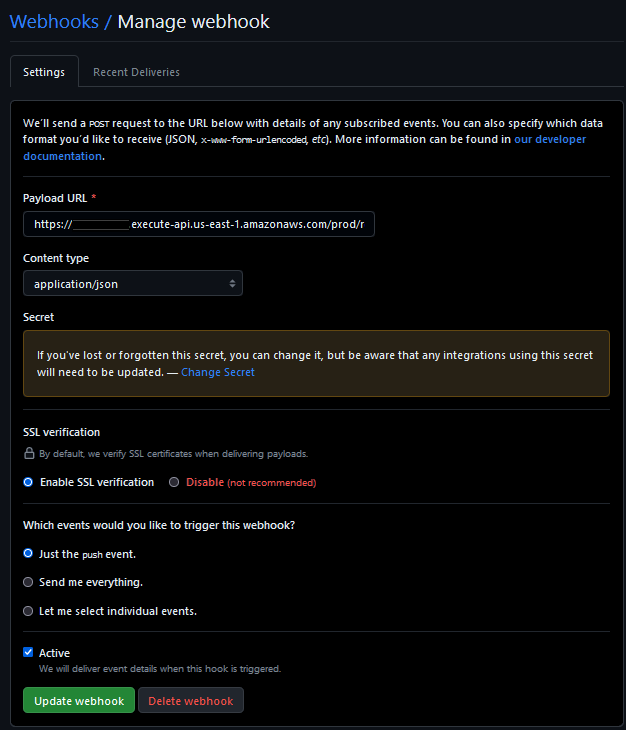 Webhooks / Manage webhook
Settings Recent Deliveries
We'll send a POST request to the URL below with details of any subscribed events. You can also specify which data
format you'd like to receive (JSON, x-www-form-urlencoded, etc). More information can be found in our developer
documentation.
Payload URL *
https:// .execute-api.us-east-1.amazonaws.com/prod/r
Content type
application/json
Secret
If you've lost or forgotten this secret, you can change it, but be aware that any integrations using this secret
will need to be updated. — Change Secret
SSL verification
By default, we verify SSL certificates when delivering payloads.
Enable SSL verification Disable (not recommended)
Which events would you like to trigger this webhook?
Just the push event.
Send me everything.
Let me select individual events.
Active
We will deliver event details when this hook is triggered.
Update webhook Delete webhook